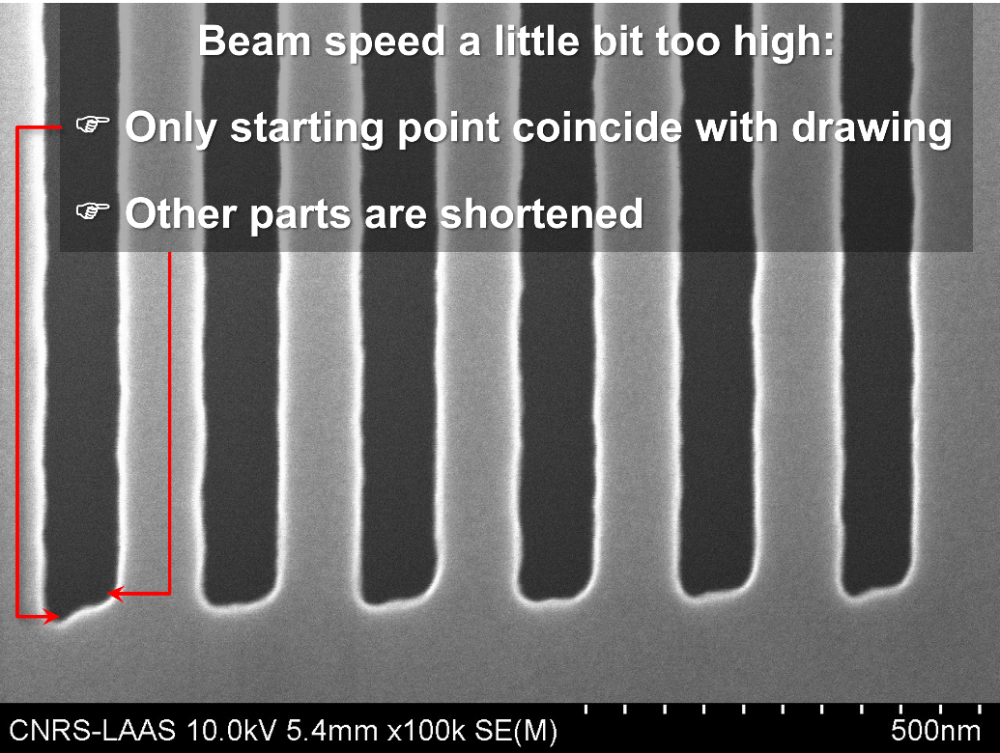 Beam speed a little bit too high:
☞ Only starting point coincide with drawing
☞ Other parts are shortened
CNRS-LAAS 10.0kV 5.4mm x100k SE(M) 500nm